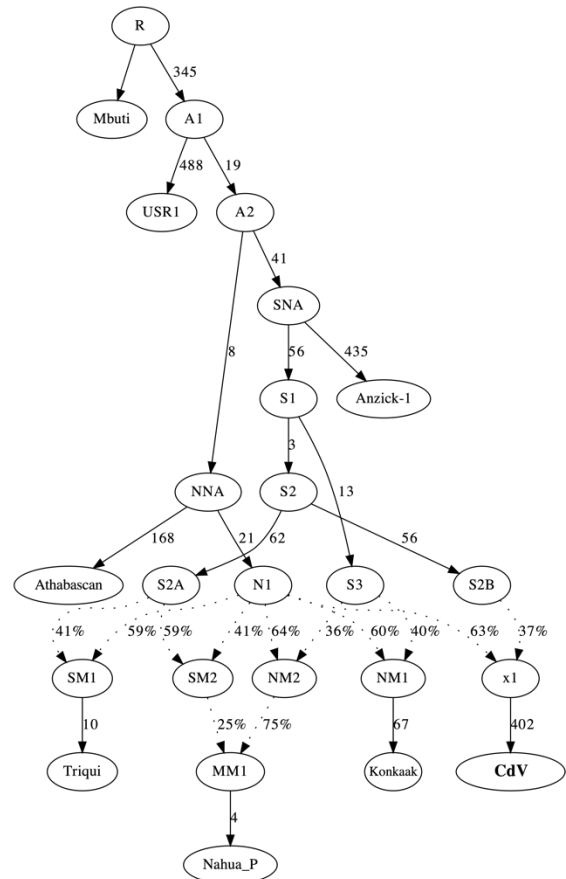 R
345
Mbuti
A1
488
19
USR1
A2
41
SNA
8
56
435
S1
Anzick-1
3
13
NNA
S2
168
21
62
56
Athabascan
S2A
N1
S3
S2B
41%
59%
59%
41%
64%
36%
60%
40%
63%
37%
SM1
SM2
NM2
NM1
x1
10
25%
75%
67
402
Triqui
MM1
Konkaak
CdV
4
Nahua_P